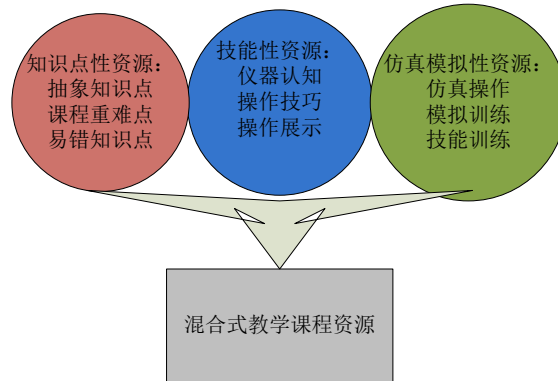 知识点性资源：
抽象知识点
课程重难点
易错知识点
技能性资源：
仪器认知
操作技巧
操作展示
仿真模拟性资源：
仿真操作
模拟训练
技能训练
混合式教学课程资源